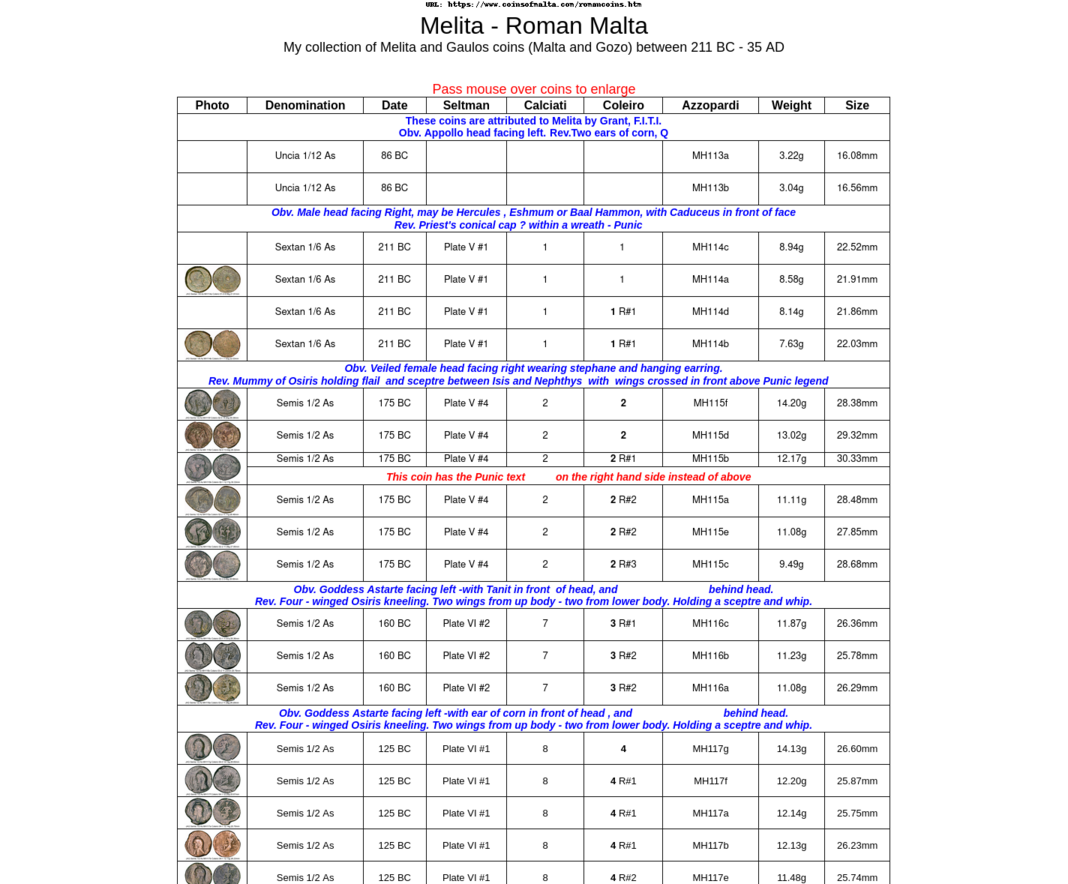 URL: https://www.coinsofmalta.com/romancoins.htm
Melita - Roman Malta
My collection of Melita and Gaulos coins (Malta and Gozo) between 211 BC - 35 AD
Pass mouse over coins to enlarge
Photo Denomination Date Seltman Calciati Coleiro Azzopardi Weight Size
These coins are attributed to Melita by Grant, F.I.T.I.
Obv. Appollo head facing left. Rev.Two ears of corn, Q
Uncia 1/12 As 86 BC MH113a 3.22g 16.08mm
Uncia 1/12 As 86 BC MH113b 3.04g 16.56mm
Obv. Male head facing Right, may be Hercules , Eshmum or Baal Hammon, with Caduceus in front of face
Rev. Priest's conical cap ? within a wreath - Punic
Sextan 1/6 As 211 BC Plate V #1 1 1 MH114c 8.94g 22.52mm
Sextan 1/6 As 211 BC Plate V #1 1 1 MH114a 8.58g 21.91mm
Sextan 1/6 As 211 BC Plate V #1 1 1 R#1 MH114d 8.14g 21.86mm
Sextan 1/6 As 211 BC Plate V #1 1 1 R#1 MH114b 7.63g 22.03mm
Obv. Veiled female head facing right wearing stephane and hanging earring.
Rev. Mummy of Osiris holding flail and sceptre between Isis and Nephthys with wings crossed in front above Punic legend
Semis 1/2 As 175 BC Plate V #4 2 2 MH115f 14.20g 28.38mm
Semis 1/2 As 175 BC Plate V #4 2 2 MH115d 13.02g 29.32mm
Semis 1/2 As 175 BC Plate V #4 2 2 R#1 MH115b 12.17g 30.33mm
This coin has the Punic text on the right hand side instead of above
Semis 1/2 As 175 BC Plate V #4 2 2 R#2 MH115a 11.11g 28.48mm
Semis 1/2 As 175 BC Plate V #4 2 2 R#2 MH115e 11.08g 27.85mm
Semis 1/2 As 175 BC Plate V #4 2 2 R#3 MH115c 9.49g 28.68mm
Obv. Goddess Astarte facing left -with Tanit in front of head, and behind head.
Rev. Four - winged Osiris kneeling. Two wings from up body - two from lower body. Holding a sceptre and whip.
Semis 1/2 As 160 BC Plate VI #2 7 3 R#1 MH116c 11.87g 26.36mm
Semis 1/2 As 160 BC Plate VI #2 7 3 R#2 MH116b 11.23g 25.78mm
Semis 1/2 As 160 BC Plate VI #2 7 3 R#2 MH116a 11.08g 26.29mm
Obv. Goddess Astarte facing left -with ear of corn in front of head , and behind head.
Rev. Four - winged Osiris kneeling. Two wings from up body - two from lower body. Holding a sceptre and whip.
Semis 1/2 As 125 BC Plate VI #1 8 4 MH117g 14.13g 26.60mm
Semis 1/2 As 125 BC Plate VI #1 8 4 R#1 MH117f 12.20g 25.87mm
Semis 1/2 As 125 BC Plate VI #1 8 4 R#1 MH117a 12.14g 25.75mm
Semis 1/2 As 125 BC Plate VI #1 8 4 R#1 MH117b 12.13g 26.23mm
Semis 1/2 As 125 BC Plate VI #1 8 4 R#2 MH117e 11.48g 25.74mm